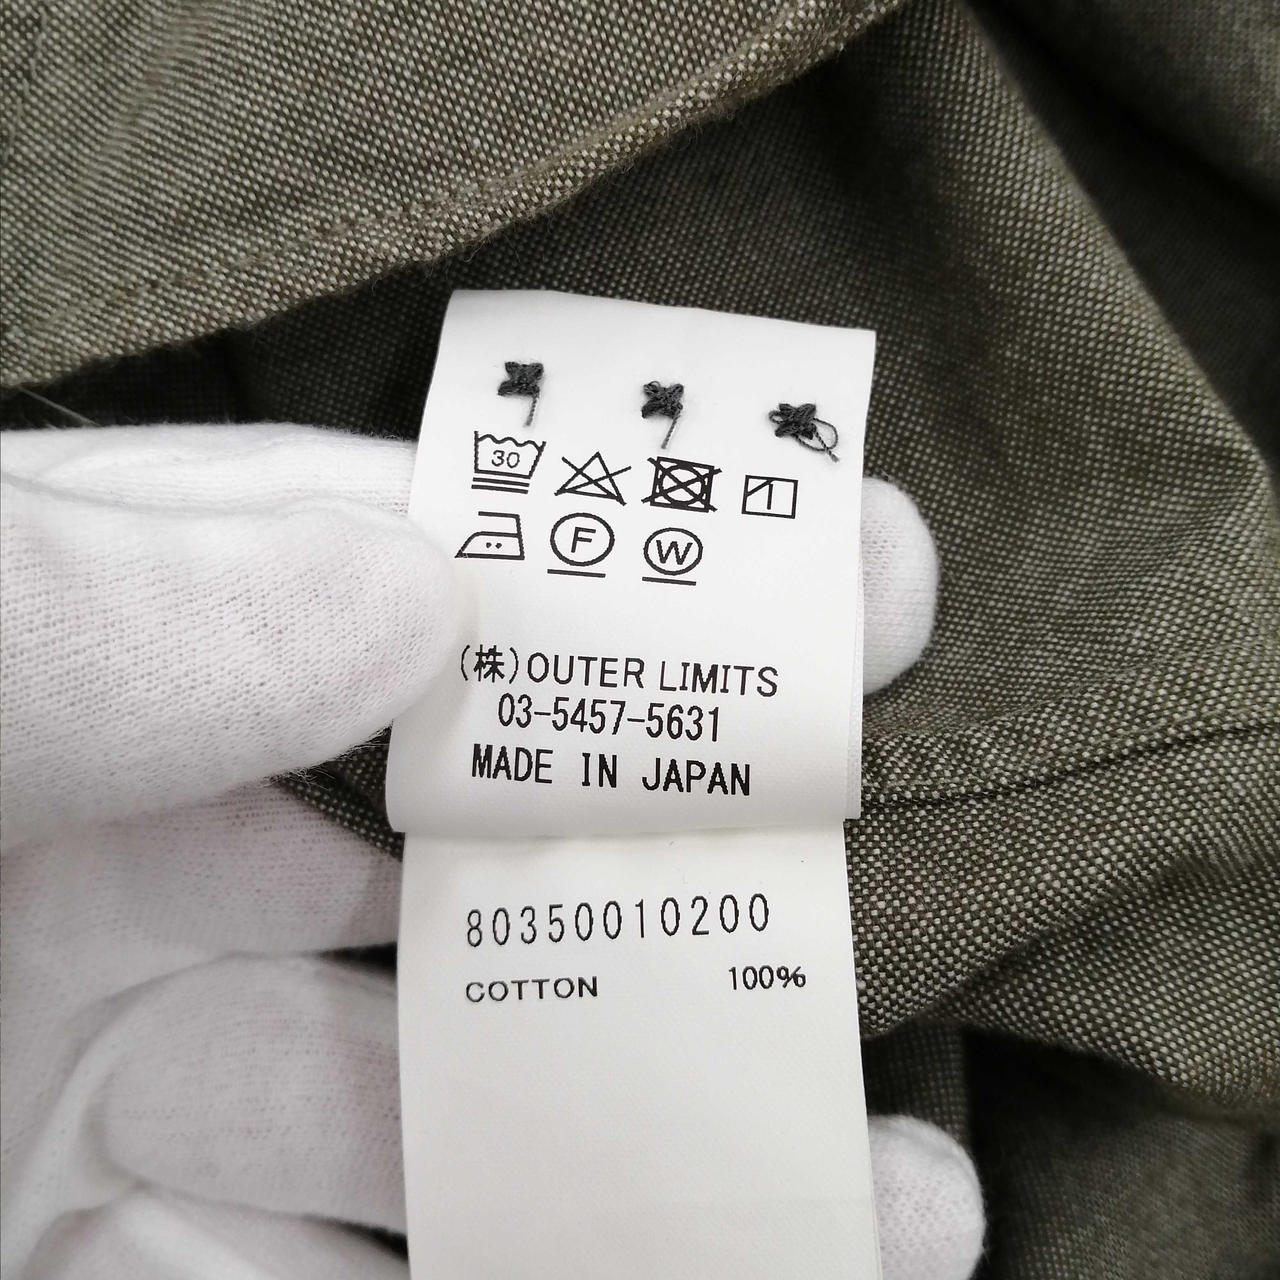 30
F W
(株)OUTER LIMITS
03-5457-5631
MADE IN JAPAN
80350010200
COTTON 100%